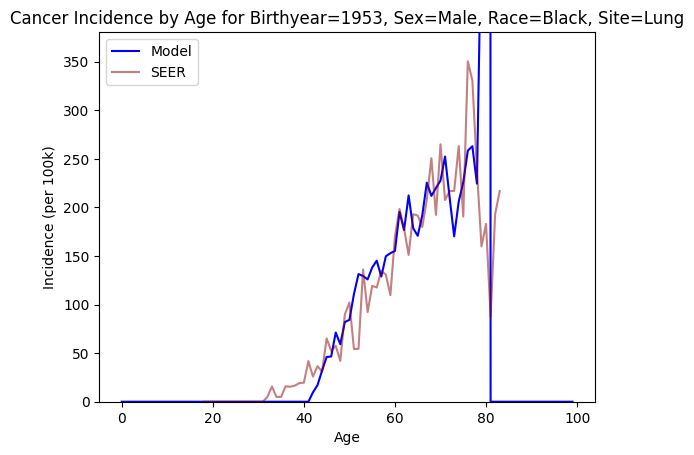 Cancer Incidence by Age for Birthyear=1953, Sex=Male, Race=Black, Site=Lung
Model
SEER
350
300
250
200
150
100
50
0
Incidence (per 100k)
0 20 40 60 80 100
Age